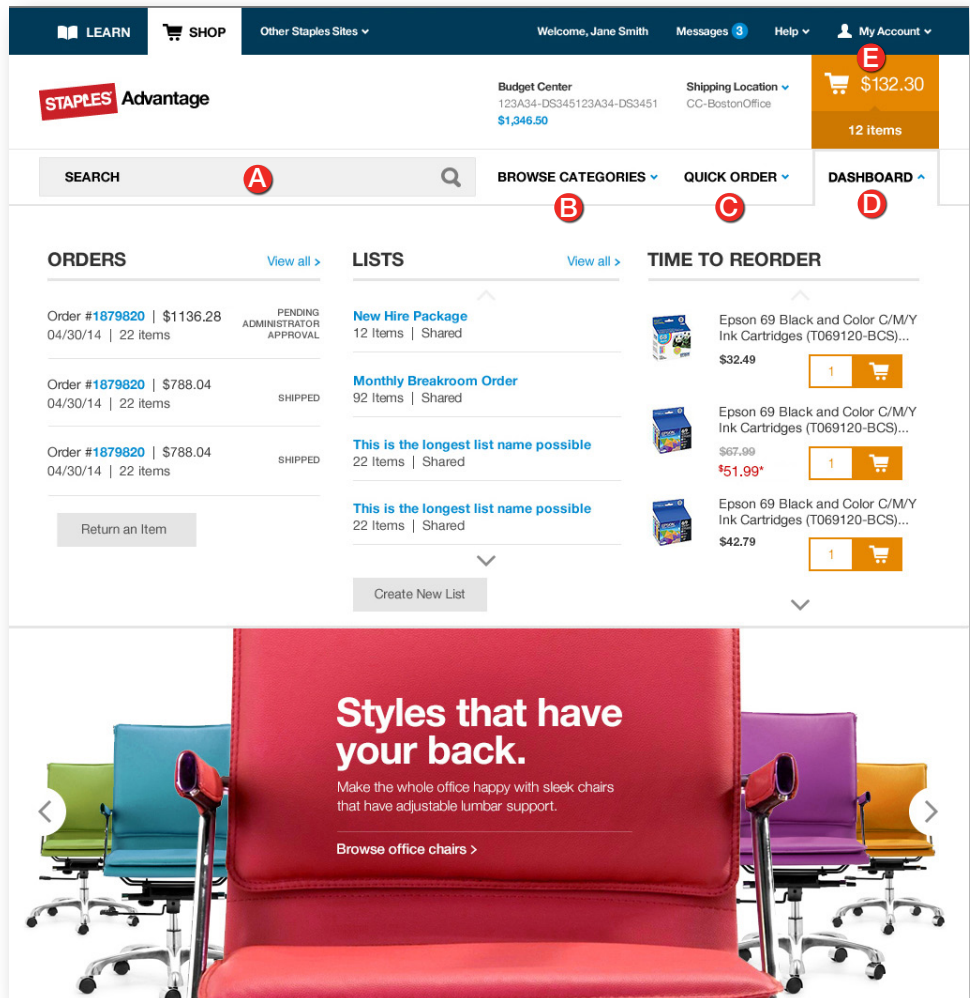 LEARN
SHOP
Other Staples Sites
Welcome, Jane Smith
Messages 3
Help
My Account
E
STAPLES Advantage
Budget Center
123A34-DS345123A34-DS3451
$1,346.50
Shipping Location
CC-BostonOffice
$132.30
12 items
SEARCH
A
BROWSE CATEGORIES
B
QUICK ORDER
C
DASHBOARD
D
ORDERS
View all >
Order #1879820 | $1136.28
04/30/14 | 22 items
PENDING
ADMINISTRATOR
APPROVAL
Order #1879820 | $788.04
04/30/14 | 22 items
SHIPPED
Order #1879820 | $788.04
04/30/14 | 22 items
SHIPPED
Return an Item
LISTS
View all >
New Hire Package
12 Items | Shared
Monthly Breakroom Order
92 Items | Shared
This is the longest list name possible
22 Items | Shared
This is the longest list name possible
22 Items | Shared
Create New List
TIME TO REORDER
Epson 69 Black and Color C/M/Y
Ink Cartridges (T069120-BCS)...
$32.49
1
Epson 69 Black and Color C/M/Y
Ink Cartridges (T069120-BCS)...
$67.99
$51.99*
1
Epson 69 Black and Color C/M/Y
Ink Cartridges (T069120-BCS)...
$42.79
1
Styles that have
your back.
Make the whole office happy with sleek chairs
that have adjustable lumbar support.
Browse office chairs >